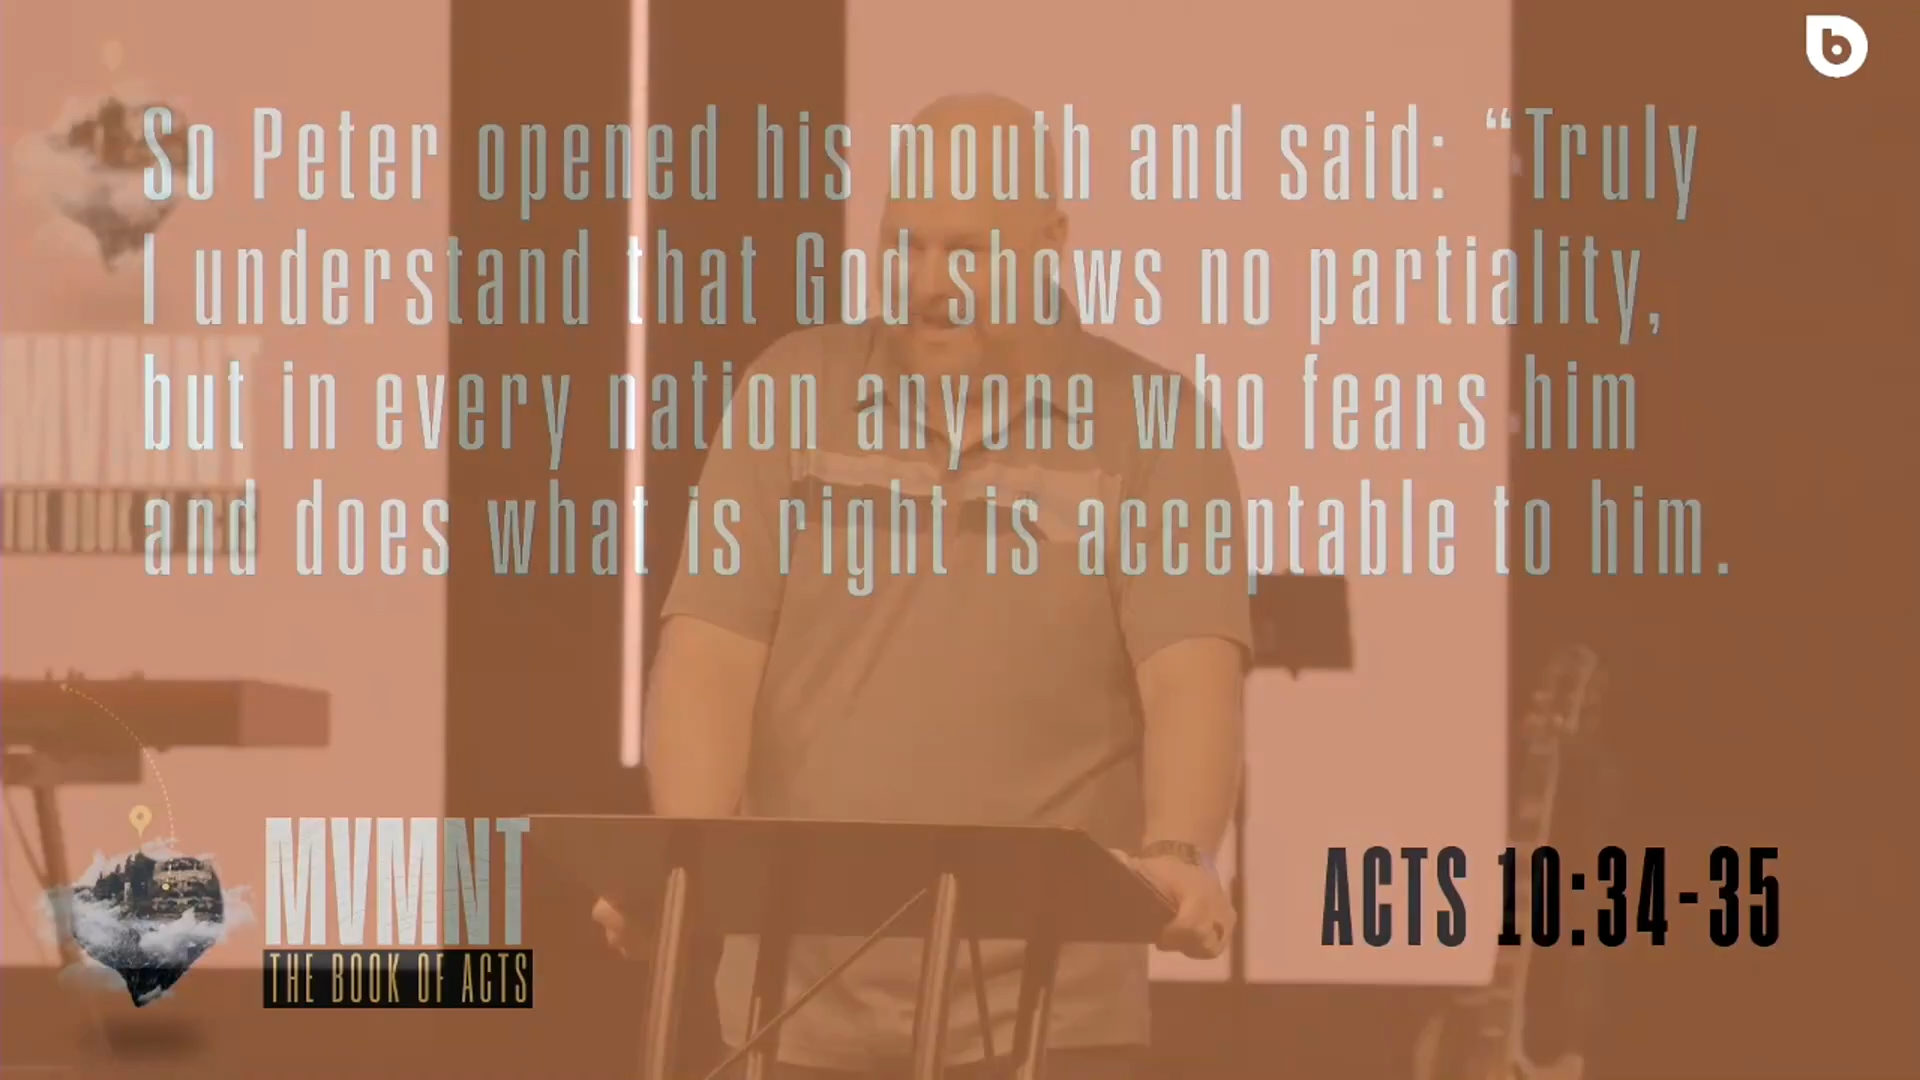 So Peter opened his mouth and said: “Truly
I understand that God shows no partiality,
but in every nation anyone who fears him
and does what is right is acceptable to him.
MVMNT
THE BOOK OF ACTS
ACTS 10:34-35
b